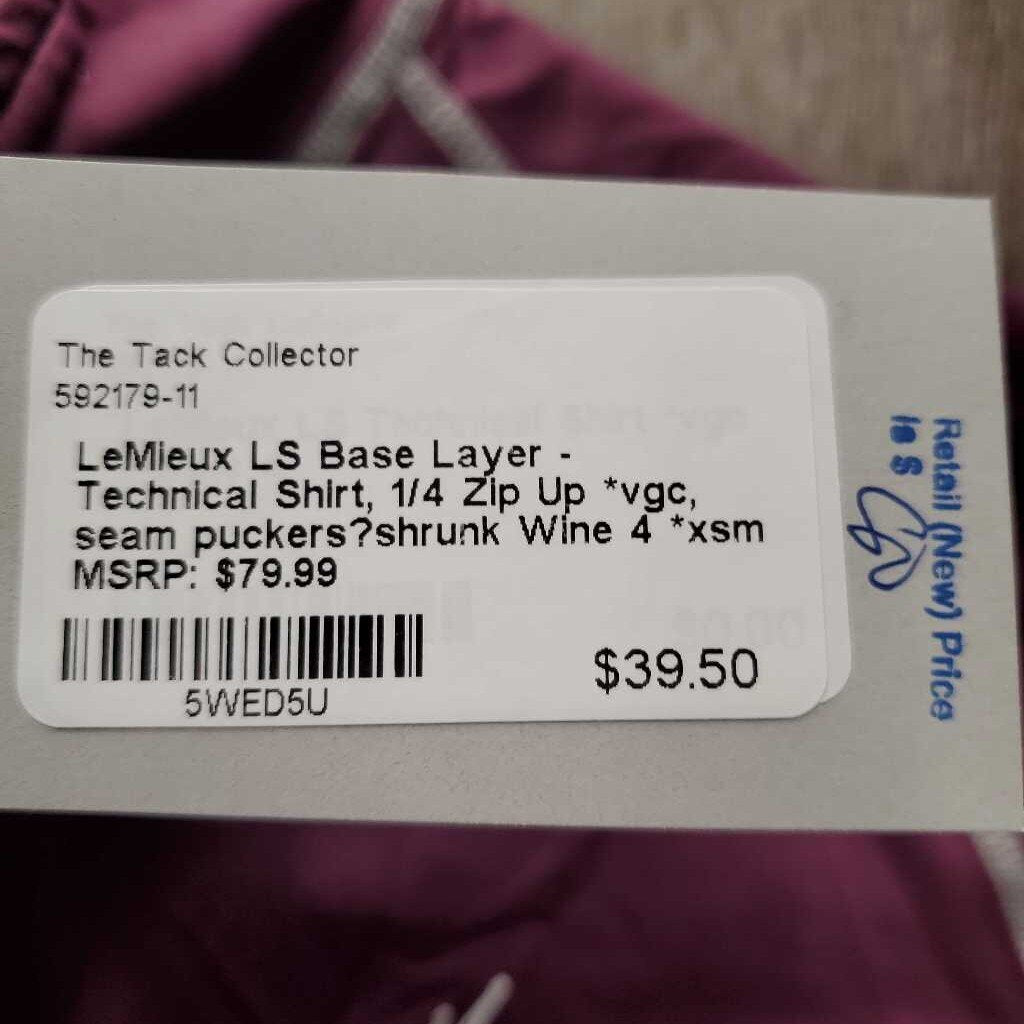 The Tack Collector
592179-11
LeMieux LS Base Layer -
Technical Shirt, 1/4 Zip Up *vgc,
seam puckers?shrunk Wine 4 *xsm
MSRP: $79.99
5WED5U
$39.50
Retail (New) Price
is $ 80